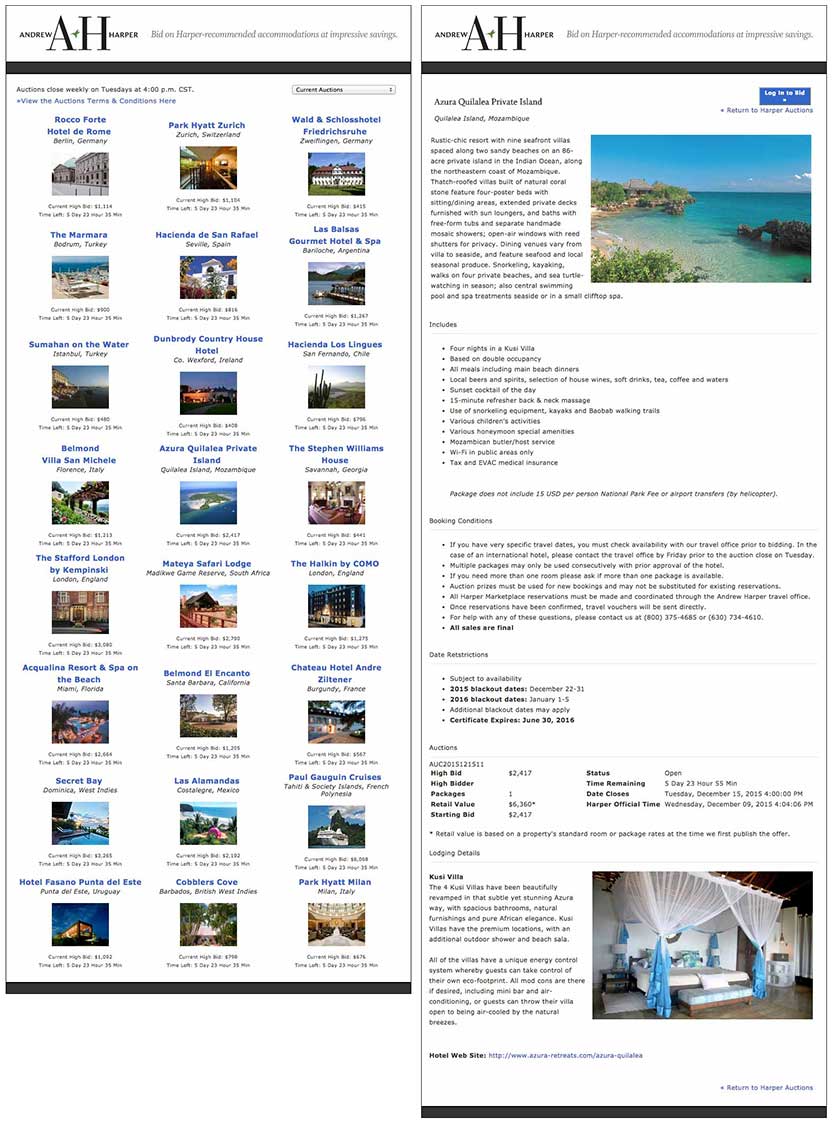 ANDREW AH HARPER
Bid on Harper-recommended accommodations at impressive savings.
Auctions close weekly on Tuesdays at 4:00 p.m. CST.
Current Auctions
»View the Auctions Terms & Conditions Here
Rocco Forte
Hotel de Rome
Berlin, Germany
Current High Bid: $1,114
Time Left: 5 Day 23 Hour 35 Min
Park Hyatt Zurich
Zurich, Switzerland
Current High Bid: $1,104
Time Left: 5 Day 23 Hour 35 Min
Wald & Schlosshotel
Friedrichsruhe
Zweiflingen, Germany
Current High Bid: $415
Time Left: 5 Day 23 Hour 35 Min
The Marmara
Bodrum, Turkey
Current High Bid: $900
Time Left: 5 Day 23 Hour 35 Min
Hacienda de San Rafael
Seville, Spain
Current High Bid: $816
Time Left: 5 Day 23 Hour 35 Min
Las Balsas
Gourmet Hotel & Spa
Bariloche, Argentina
Current High Bid: $1,267
Time Left: 5 Day 23 Hour 35 Min
Sumahan on the Water
Istanbul, Turkey
Current High Bid: $480
Time Left: 5 Day 23 Hour 35 Min
Dunbrody Country House
Hotel
Co. Wexford, Ireland
Current High Bid: $408
Time Left: 5 Day 23 Hour 35 Min
Hacienda Los Lingues
San Fernando, Chile
Current High Bid: $796
Time Left: 5 Day 23 Hour 35 Min
Belmond
Villa San Michele
Florence, Italy
Current High Bid: $1,213
Time Left: 5 Day 23 Hour 35 Min
Azura Quilalea Private
Island
Quilalea Island, Mozambique
Current High Bid: $2,417
Time Left: 5 Day 23 Hour 35 Min
The Stephen Williams
House
Savannah, Georgia
Current High Bid: $441
Time Left: 5 Day 23 Hour 35 Min
The Stafford London
by Kempinski
London, England
Current High Bid: $3,080
Time Left: 5 Day 23 Hour 35 Min
Mateya Safari Lodge
Madikwe Game Reserve, South Africa
Current High Bid: $2,790
Time Left: 5 Day 23 Hour 35 Min
The Halkin by COMO
London, England
Current High Bid: $1,275
Time Left: 5 Day 23 Hour 35 Min
Acqualina Resort & Spa on
the Beach
Miami, Florida
Current High Bid: $2,664
Time Left: 5 Day 23 Hour 35 Min
Belmond El Encanto
Santa Barbara, California
Current High Bid: $1,205
Time Left: 5 Day 23 Hour 35 Min
Chateau Hotel Andre
Ziltener
Burgundy, France
Current High Bid: $567
Time Left: 5 Day 23 Hour 35 Min
Secret Bay
Dominica, West Indies
Current High Bid: $3,265
Time Left: 5 Day 23 Hour 35 Min
Las Alamandas
Costalegre, Mexico
Current High Bid: $2,102
Time Left: 5 Day 23 Hour 35 Min
Paul Gauguin Cruises
Tahiti & Society Islands, French
Polynesia
Current High Bid: $6,098
Time Left: 5 Day 23 Hour 35 Min
Hotel Fasano Punta del Este
Punta del Este, Uruguay
Current High Bid: $1,092
Time Left: 5 Day 23 Hour 35 Min
Cobblers Cove
Barbados, British West Indies
Current High Bid: $798
Time Left: 5 Day 23 Hour 35 Min
Park Hyatt Milan
Milan, Italy
Current High Bid: $676
Time Left: 5 Day 23 Hour 35 Min
ANDREW AH HARPER
Bid on Harper-recommended accommodations at impressive savings.
Log In to Bid
»
Azura Quilalea Private Island
« Return to Harper Auctions
Quilalea Island, Mozambique
Rustic-chic resort with nine seafront villas
spaced along two sandy beaches on an 86-
acre private island in the Indian Ocean, along
the northeastern coast of Mozambique.
Thatch-roofed villas built of natural coral
stone feature four-poster beds with
sitting/dining areas, extended private decks
furnished with sun loungers, and baths with
free-form tubs and separate handmade
mosaic showers; open-air windows with reed
shutters for privacy. Dining venues vary from
villa to seaside, and feature seafood and local
seasonal produce. Snorkeling, kayaking,
walks on four private beaches, and sea turtle-
watching in season; also central swimming
pool and spa treatments seaside or in a small clifftop spa.
Includes
• Four nights in a Kusi Villa
• Based on double occupancy
• All meals including main beach dinners
• Local beers and spirits, selection of house wines, soft drinks, tea, coffee and waters
• Sunset cocktail of the day
• 15-minute refresher back & neck massage
• Use of snorkeling equipment, kayaks and Baobab walking trails
• Various children's activities
• Various honeymoon special amenities
• Mozambican butler/host service
• Wi-Fi in public areas only
• Tax and EVAC medical insurance
Package does not include 15 USD per person National Park Fee or airport transfers (by helicopter).
Booking Conditions
• If you have very specific travel dates, you must check availability with our travel office prior to bidding. In the
case of an international hotel, please contact the travel office by Friday prior to the auction close on Tuesday.
• Multiple packages may only be used consecutively with prior approval of the hotel.
• If you need more than one room please ask if more than one package is available.
• Auction prizes must be used for new bookings and may not be substituted for existing reservations.
• All Harper Marketplace reservations must be made and coordinated through the Andrew Harper travel office.
• Once reservations have been confirmed, travel vouchers will be sent directly.
• For help with any of these questions, please contact us at (800) 375-4685 or (630) 734-4610.
• All sales are final
Date Retstrictions
• Subject to availability
• 2015 blackout dates: December 22-31
• 2016 blackout dates: January 1-5
• Additional blackout dates may apply
• Certificate Expires: June 30, 2016
Auctions
AUC2015121511
High Bid $2,417 Status Open
High Bidder Time Remaining 5 Day 23 Hour 55 Min
Packages 1 Date Closes Tuesday, December 15, 2015 4:00:00 PM
Retail Value $6,360* Harper Official Time Wednesday, December 09, 2015 4:04:06 PM
Starting Bid $2,417
* Retail value is based on a property's standard room or package rates at the time we first publish the offer.
Lodging Details
Kusi Villa
The 4 Kusi Villas have been beautifully
revamped in that subtle yet stunning Azura
way, with spacious bathrooms, natural
furnishings and pure African elegance. Kusi
Villas have the premium locations, with an
additional outdoor shower and beach sala.
All of the villas have a unique energy control
system whereby guests can take control of
their own eco-footprint. All mod cons are there
if desired, including mini bar and air-
conditioning, or guests can throw their villa
open to being air-cooled by the natural
breezes.
Hotel Web Site: http://www.azura-retreats.com/azura-quilalea
« Return to Harper Auctions